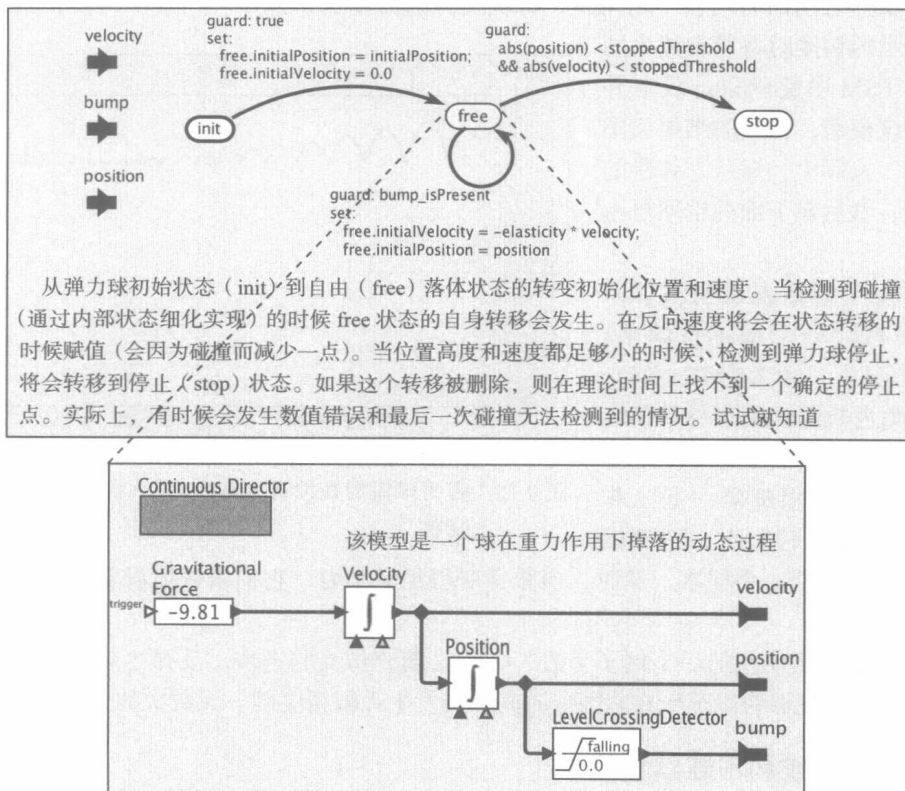 velocity
bump
position
guard: true
set:
free.initialPosition = initialPosition;
free.initialVelocity = 0.0
guard:
abs(position) < stoppedThreshold
&& abs(velocity) < stoppedThreshold
init
free
stop
guard: bump_isPresent
set:
free.initialVelocity = −elasticity * velocity;
free.initialPosition = position
从弹力球初始状态（init）到自由（free）落体状态的转变初始化位置和速度。当检测到碰撞
（通过内部状态细化实现）的时候 free 状态的自身转移会发生。在反向速度将会在状态转移的
时候赋值（会因为碰撞而减少一点）。当位置高度和速度都足够小的时候，检测到弹力球停止，
将会转移到停止（stop）状态。如果这个转移被删除，则在理论时间上找不到一个确定的停止
点。实际上，有时候会发生数值错误和最后一次碰撞无法检测到的情况。试试就知道
Continuous Director
该模型是一个球在重力作用下掉落的动态过程
Gravitational
Force
trigger
-9.81
Velocity
∫
velocity
Position
∫
position
LevelCrossingDetector
falling
0.0
bump